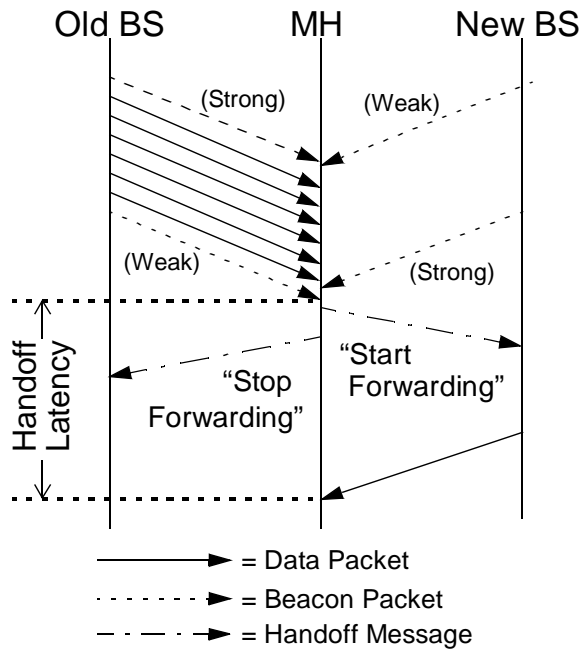 Old BS
MH
New BS
(Strong)
(Weak)
(Weak)
(Strong)
Handoff
Latency
“Stop
Forwarding”
“Start
Forwarding”
= Data Packet
= Beacon Packet
= Handoff Message